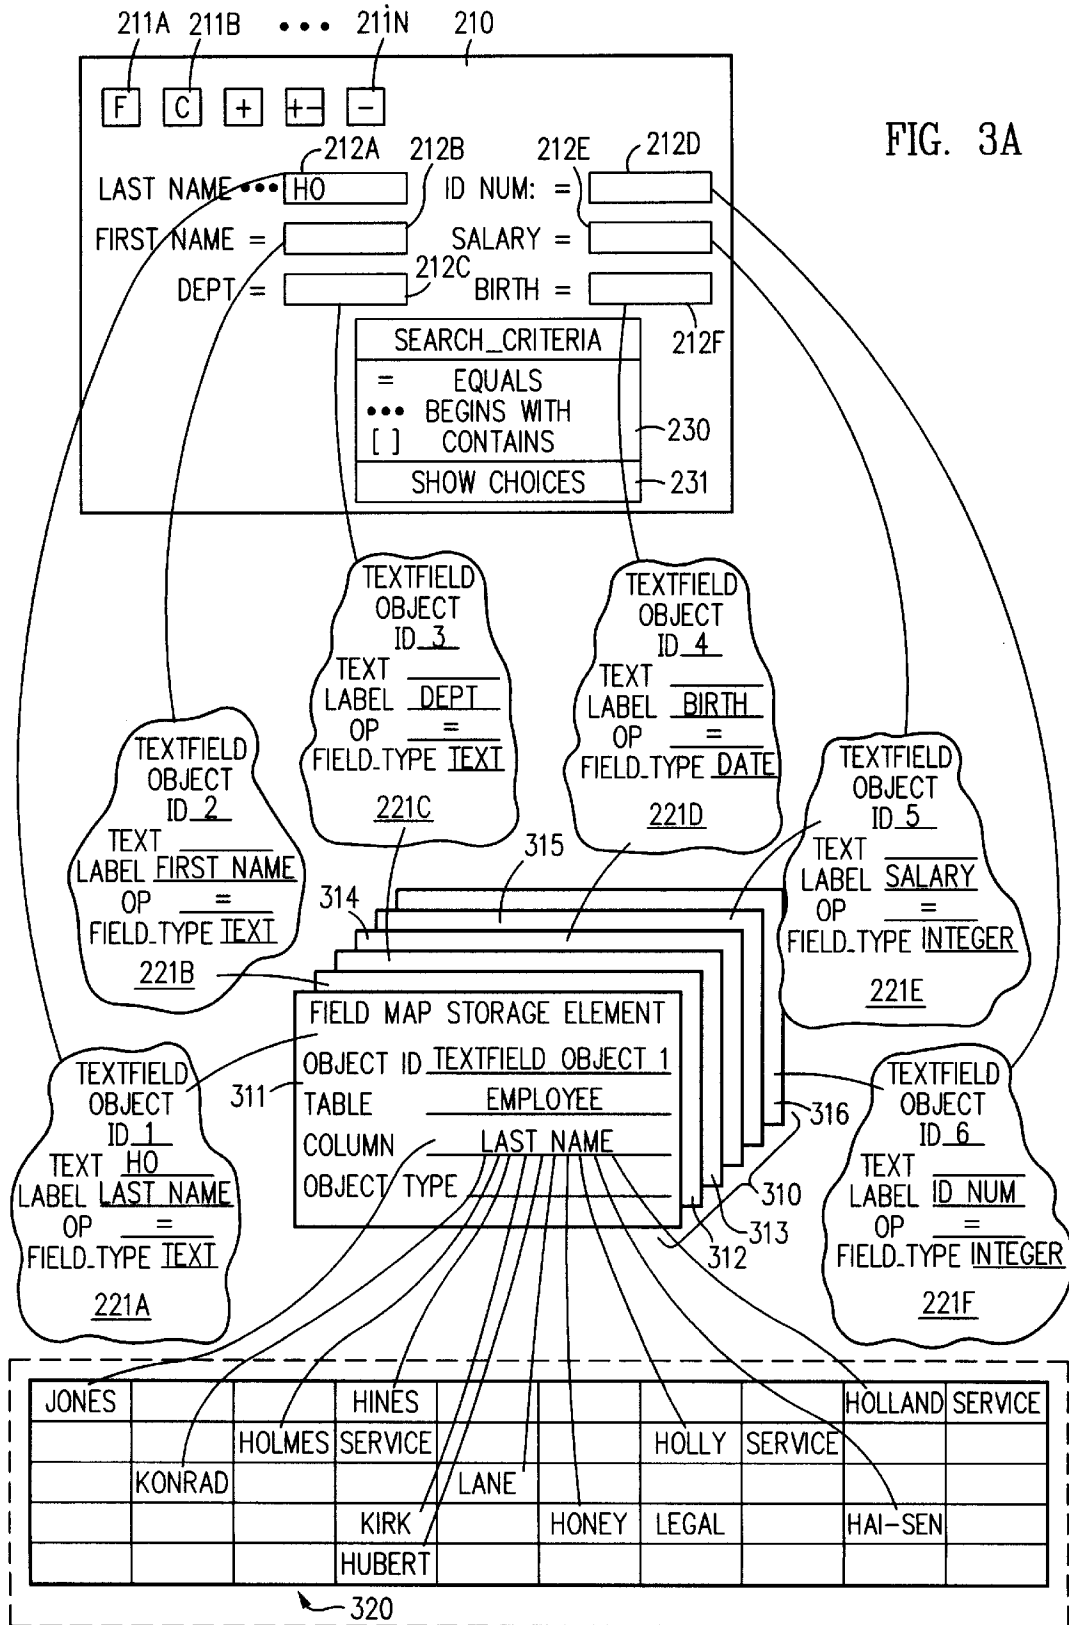 211A 211B ••• 211N 210
F C + +- -
FIG. 3A
212A 212B 212E 212D
LAST NAME ••• HO ID NUM: =
FIRST NAME = SALARY =
212C
DEPT = BIRTH =
212F
SEARCH_CRITERIA
= EQUALS
••• BEGINS WITH
[ ] CONTAINS
230
SHOW CHOICES
231
TEXTFIELD
OBJECT
ID 3
TEXT
LABEL DEPT
OP =
FIELD_TYPE TEXT
221C
TEXTFIELD
OBJECT
ID 4
TEXT
LABEL BIRTH
OP =
FIELD_TYPE DATE
221D
TEXTFIELD
OBJECT
ID 2
TEXT
LABEL FIRST NAME
OP =
FIELD_TYPE TEXT
221B
TEXTFIELD
OBJECT
ID 5
TEXT
LABEL SALARY
OP =
FIELD_TYPE INTEGER
221E
315
314
FIELD MAP STORAGE ELEMENT
OBJECT ID TEXTFIELD OBJECT 1
311
TABLE EMPLOYEE
COLUMN LAST NAME
OBJECT TYPE
316
310
313
312
TEXTFIELD
OBJECT
ID 1
TEXT HO
LABEL LAST NAME
OP =
FIELD_TYPE TEXT
221A
TEXTFIELD
OBJECT
ID 6
TEXT
LABEL ID NUM
OP =
FIELD_TYPE INTEGER
221F
JONES HINES HOLLAND SERVICE
HOLMES SERVICE HOLLY SERVICE
KONRAD LANE
KIRK HONEY LEGAL HAI-SEN
HUBERT
320